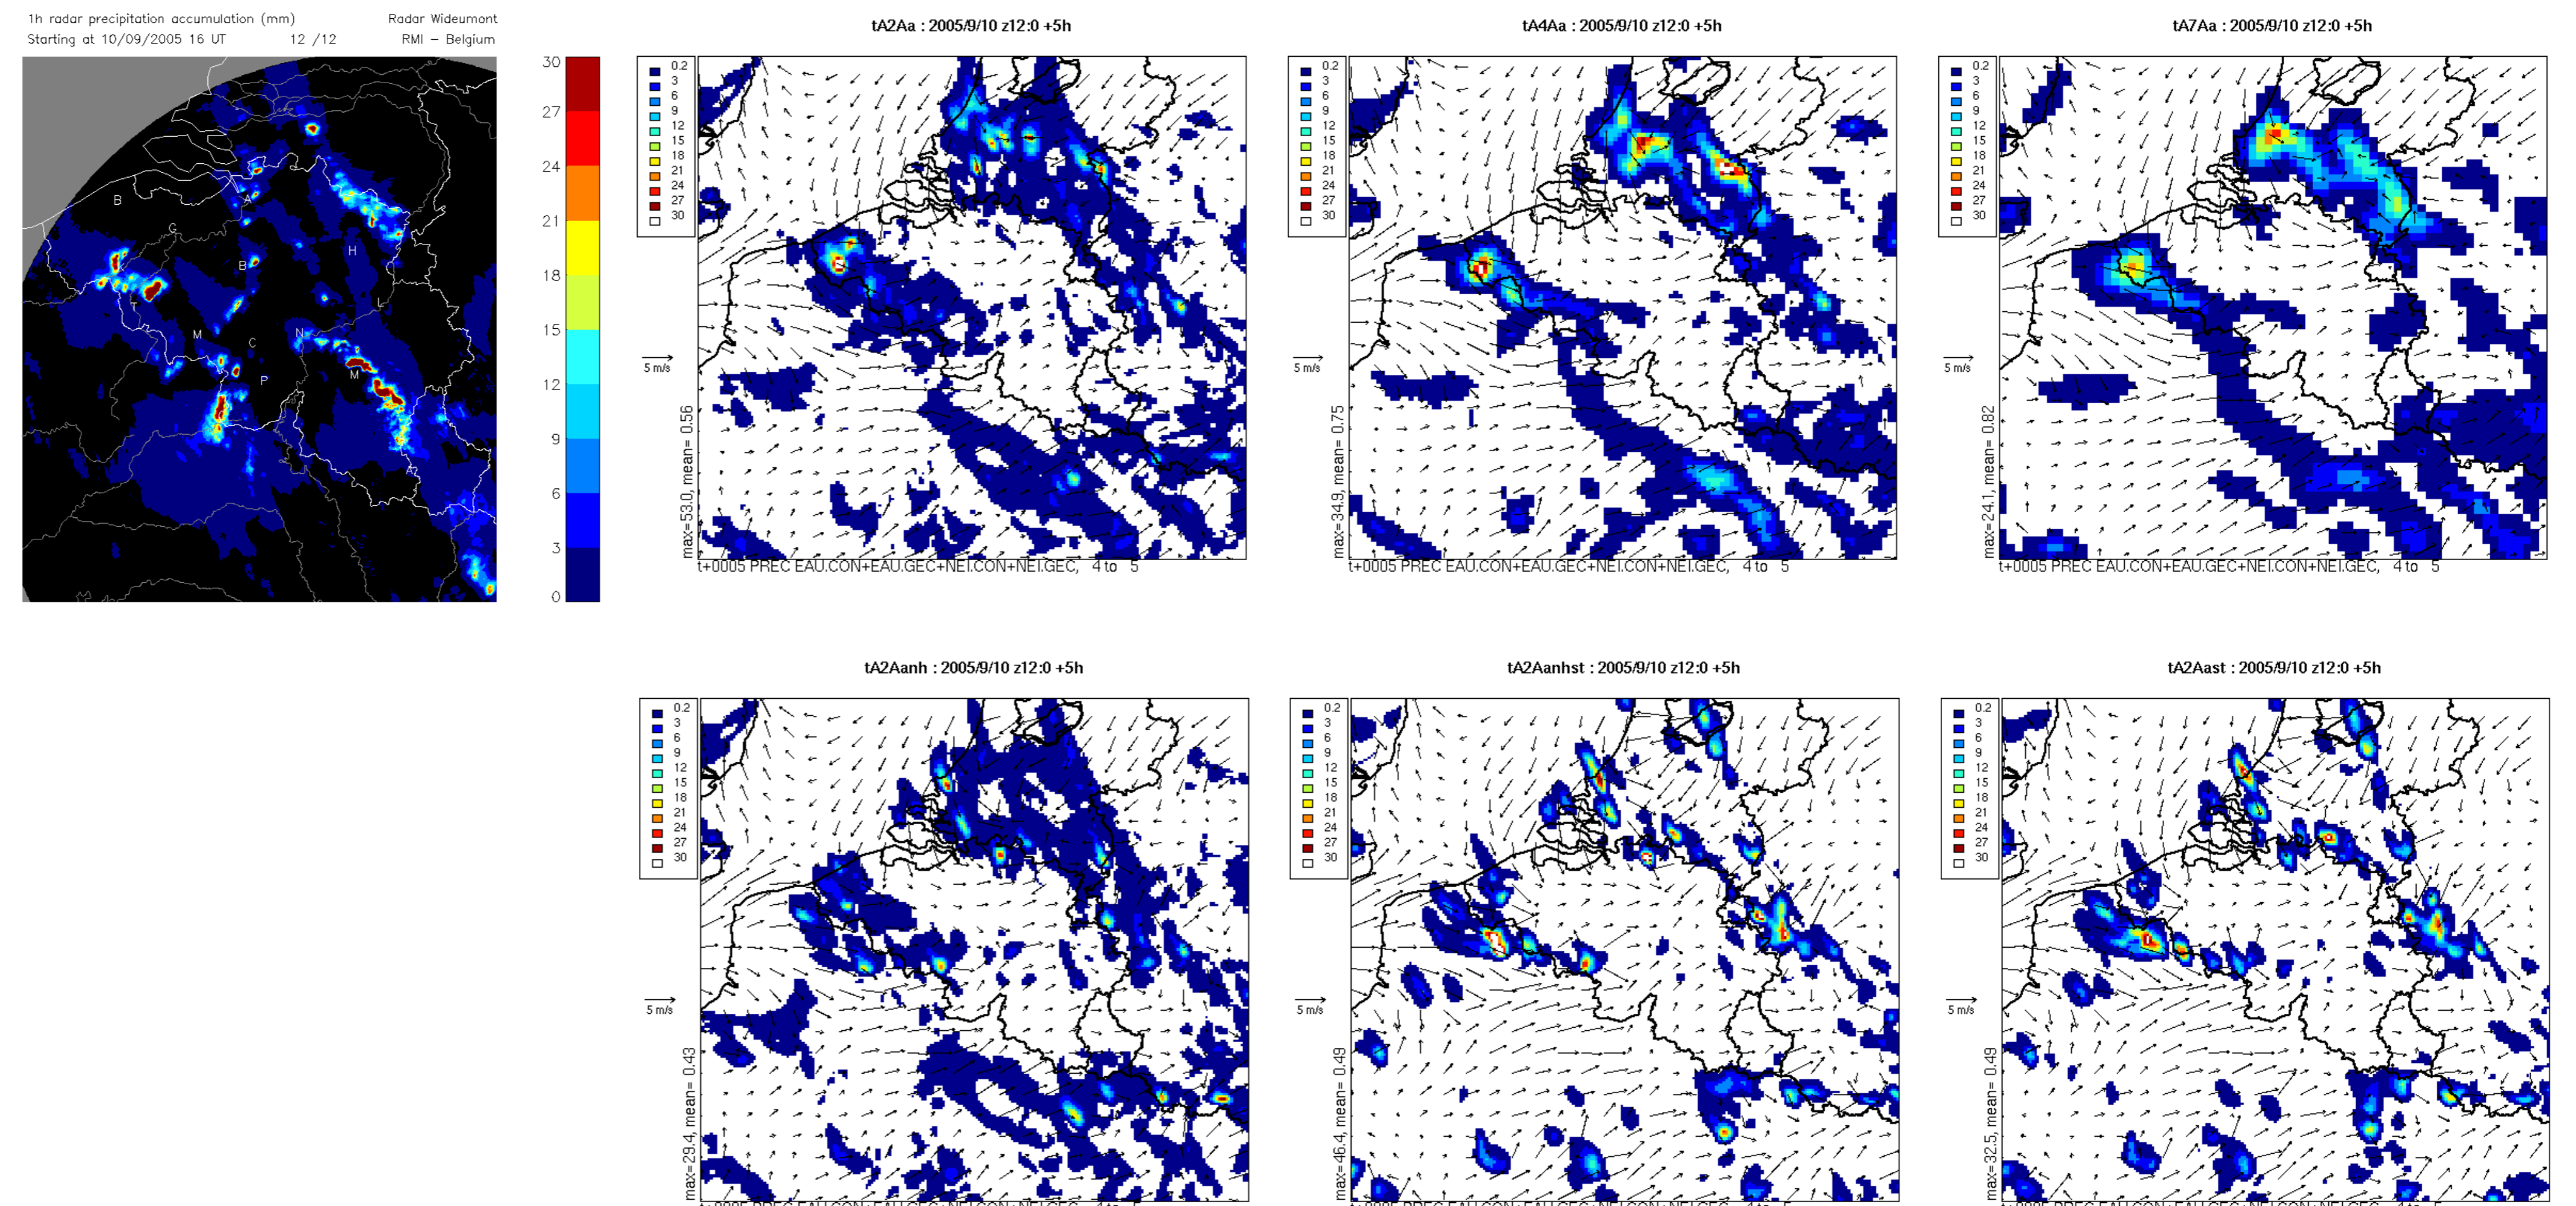 1h radar precipitation accumulation (mm) Radar Wideumont
Starting at 10/09/2005 16 UT 12 /12 RMI – Belgium
30
27
24
21
18
15
12
9
6
3
0
B
A
G
B
H
T
M
C
N
P
M
tA2Aa : 2005/9/10 z12:0 +5h
0.2
3
6
9
12
15
18
21
24
27
30
5 m/s
max=53.0, mean= 0.56
t+0005 PREC EAU.CON+EAU.GEC+NEI.CON+NEI.GEC, 4 to 5
tA4Aa : 2005/9/10 z12:0 +5h
0.2
3
6
9
12
15
18
21
24
27
30
5 m/s
max=34.9, mean= 0.75
t+0005 PREC EAU.CON+EAU.GEC+NEI.CON+NEI.GEC, 4 to 5
tA7Aa : 2005/9/10 z12:0 +5h
0.2
3
6
9
12
15
18
21
24
27
30
5 m/s
max=24.1, mean= 0.82
t+0005 PREC EAU.CON+EAU.GEC+NEI.CON+NEI.GEC, 4 to 5
tA2Aanh : 2005/9/10 z12:0 +5h
0.2
3
6
9
12
15
18
21
24
27
30
5 m/s
max=29.4, mean= 0.43
tA2Aanhst : 2005/9/10 z12:0 +5h
0.2
3
6
9
12
15
18
21
24
27
30
5 m/s
max=46.4, mean= 0.49
tA2Aast : 2005/9/10 z12:0 +5h
0.2
3
6
9
12
15
18
21
24
27
30
5 m/s
max=32.5, mean= 0.49